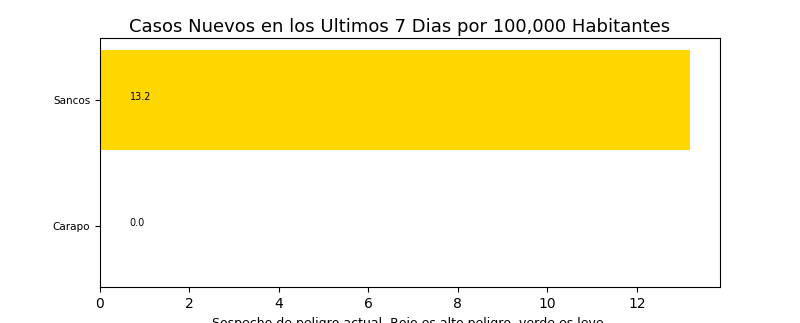 Casos Nuevos en los Ultimos 7 Dias por 100,000 Habitantes
Sancos
13.2
Carapo
0.0
0 2 4 6 8 10 12
Sospecho de peligro actual. Rojo es alto peligro, verde es leve